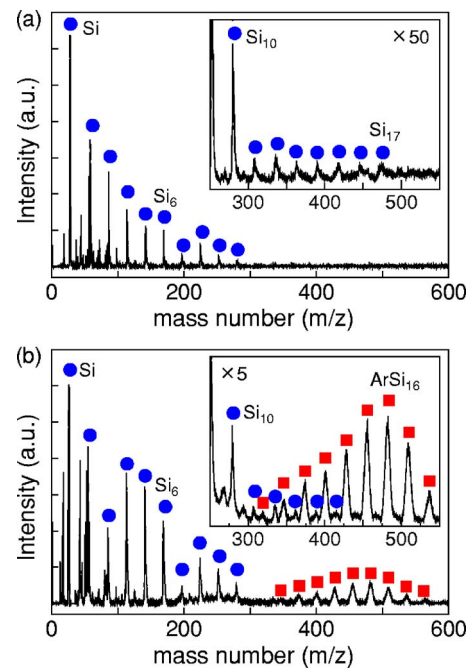 (a)
Si
Si10
×50
Si17
Si6
Intensity (a.u.)
300 400 500
0 200 400 600
mass number (m/z)
(b)
Si
×5
ArSi16
Si10
Si6
Intensity (a.u.)
300 400 500
0 200 400 600
mass number (m/z)